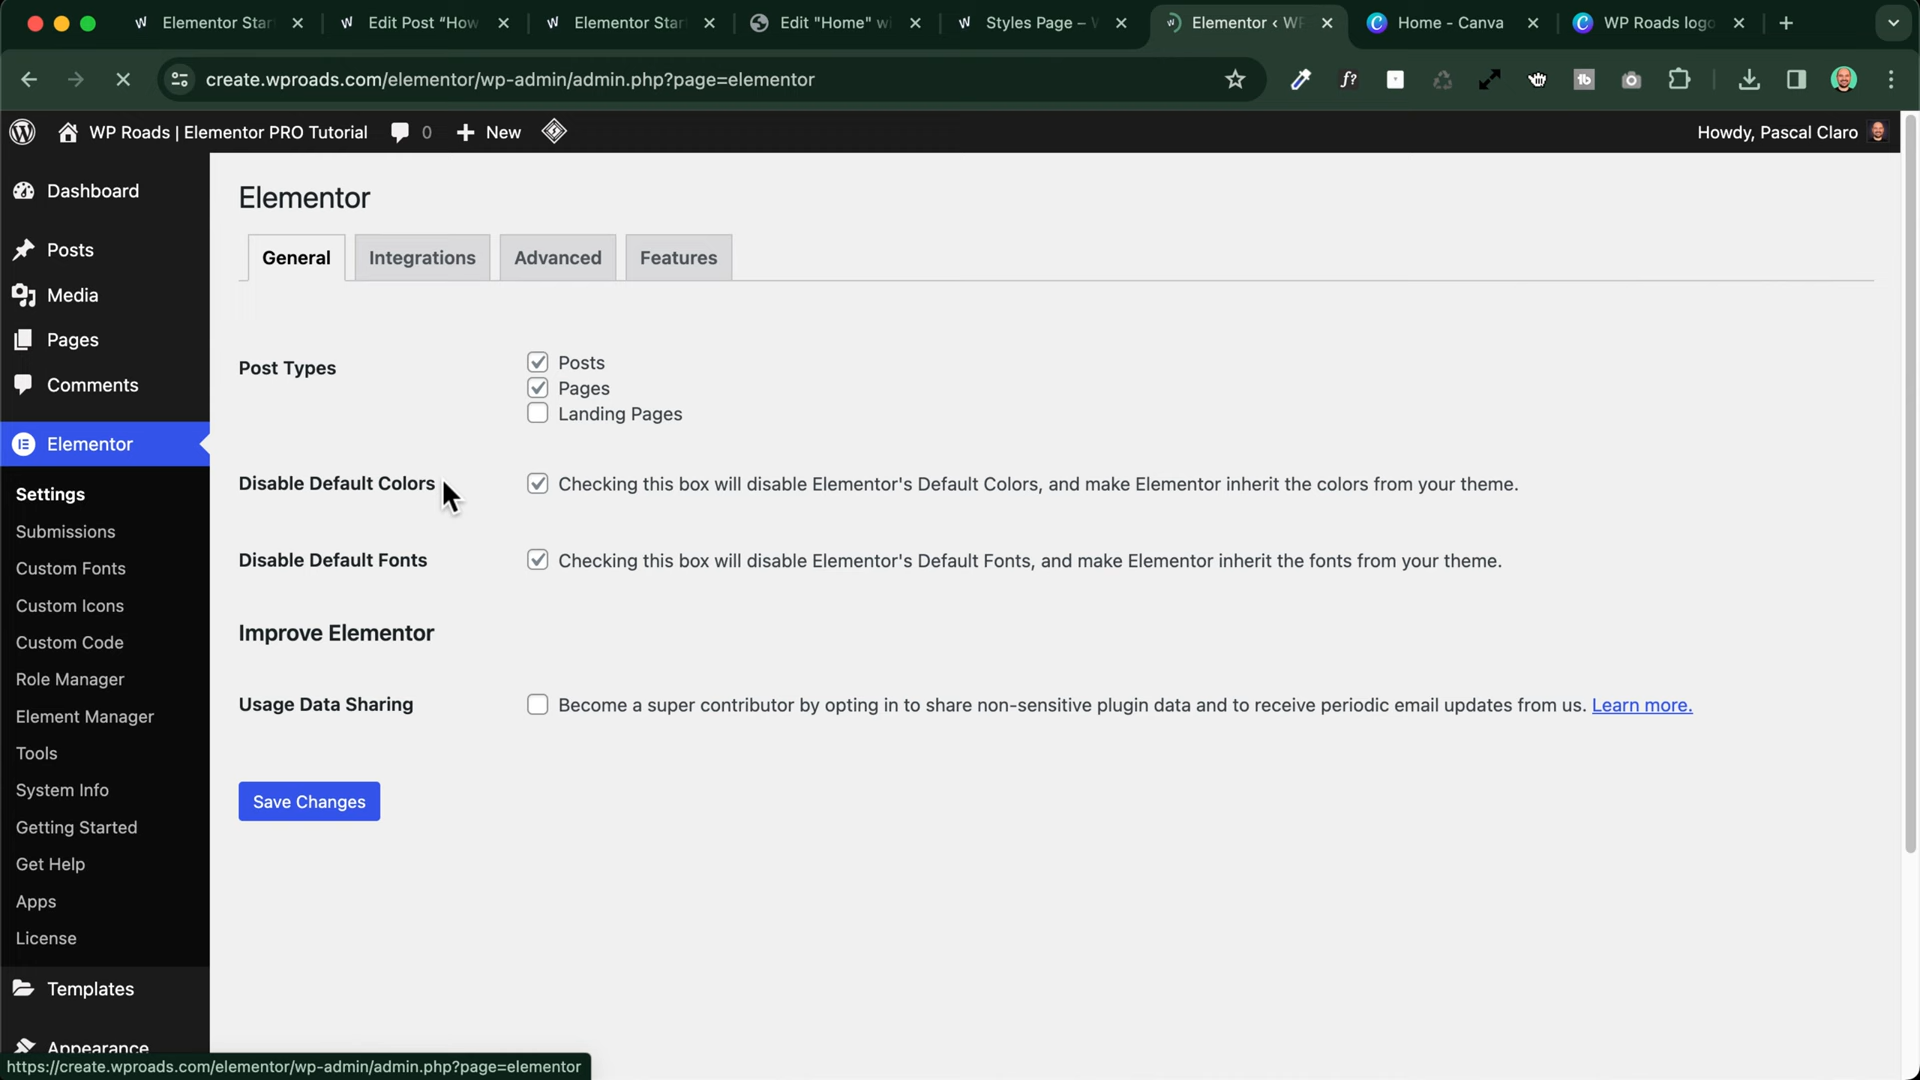 Elementor Star
Edit Post “How
Elementor Star
Edit "Home" wi
Styles Page – W
Elementor ‹ WP
Home - Canva
WP Roads logo
create.wproads.com/elementor/wp-admin/admin.php?page=elementor
WP Roads | Elementor PRO Tutorial
0
New
Howdy, Pascal Claro
Dashboard
Posts
Media
Pages
Comments
Elementor
Settings
Submissions
Custom Fonts
Custom Icons
Custom Code
Role Manager
Element Manager
Tools
System Info
Getting Started
Get Help
Apps
License
Templates
Appearance
Elementor
General
Integrations
Advanced
Features
Post Types
Posts
Pages
Landing Pages
Disable Default Colors
Checking this box will disable Elementor's Default Colors, and make Elementor inherit the colors from your theme.
Disable Default Fonts
Checking this box will disable Elementor's Default Fonts, and make Elementor inherit the fonts from your theme.
Improve Elementor
Usage Data Sharing
Become a super contributor by opting in to share non-sensitive plugin data and to receive periodic email updates from us. Learn more.
Save Changes
https://create.wproads.com/elementor/wp-admin/admin.php?page=elementor